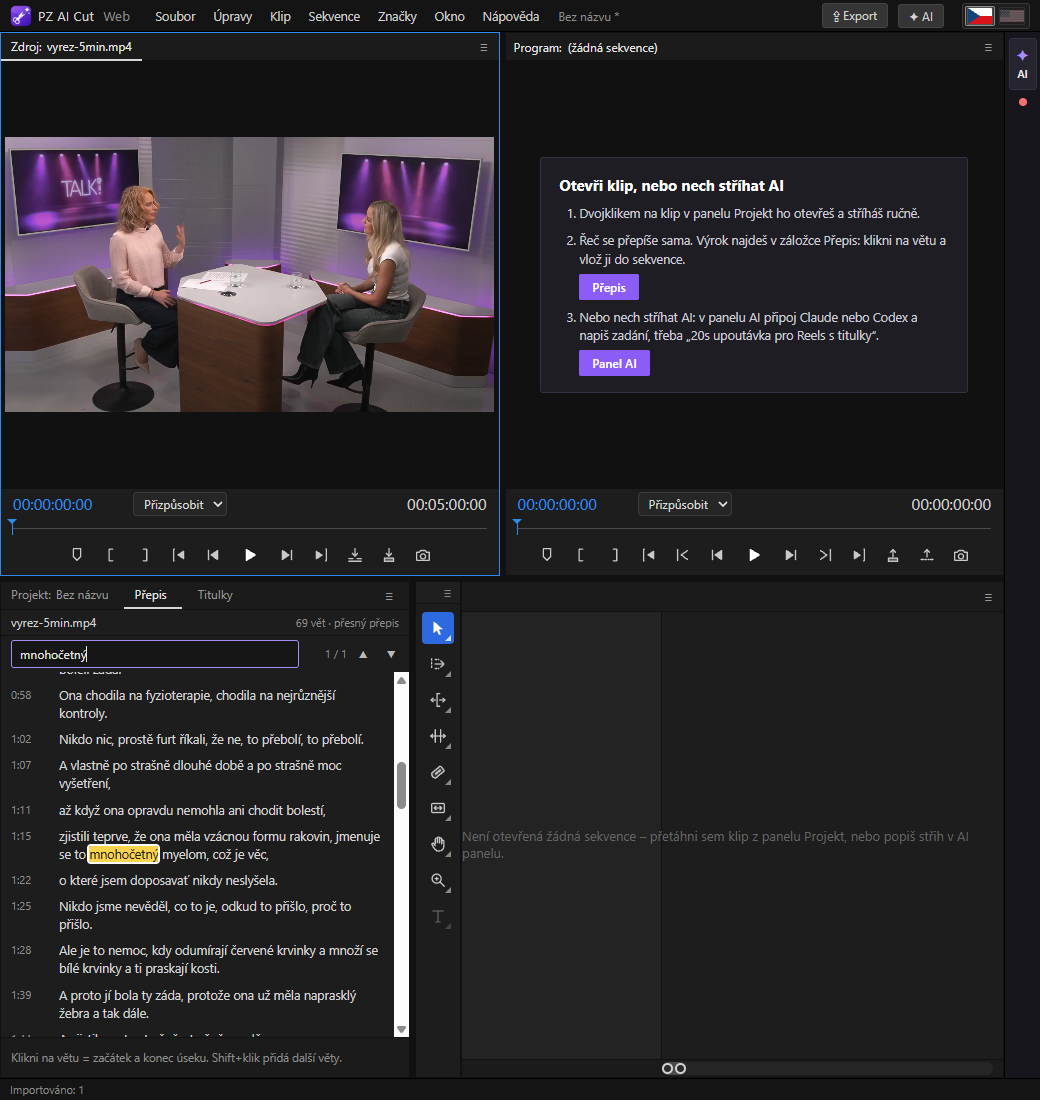 PZ AI Cut Web Soubor Úpravy Klip Sekvence Značky Okno Nápověda Bez názvu * Export AI
Zdroj: vyrez-5min.mp4
Program: (žádná sekvence)
AI
TALK
Otevři klip, nebo nech stříhat AI
1. Dvojklikem na klip v panelu Projekt ho otevřeš a stříháš ručně.
2. Řeč se přepíše sama. Výrok najdeš v záložce Přepis: klikni na větu a
vlož ji do sekvence.
Přepis
3. Nebo nech stříhat AI: v panelu AI připoj Claude nebo Codex a
napiš zadání, třeba „20s upoutávka pro Reels s titulky“.
Panel AI
00:00:00:00 Přizpůsobit 00:05:00:00
00:00:00:00 Přizpůsobit 00:00:00:00
Projekt: Bez názvu Přepis Titulky
vyrez-5min.mp4 69 vět · přesný přepis
mnohočetný 1 / 1
0:58 Ona chodila na fyzioterapie, chodila na nejrůznější
kontroly.
1:02 Nikdo nic, prostě furt říkali, že ne, to přebolí, to přebolí.
1:07 A vlastně po strašně dlouhé době a po strašně moc
vyšetření,
1:11 až když ona opravdu nemohla ani chodit bolestí,
1:15 zjistili teprve, že ona měla vzácnou formu rakovin, jmenuje
se to mnohočetný myelom, což je věc,
1:22 o které jsem doposavať nikdy neslyšela.
1:25 Nikdo jsme nevěděl, co to je, odkud to přišlo, proč to
přišlo.
1:28 Ale je to nemoc, kdy odumírají červené krvinky a množí se
bílé krvinky a ti praskají kosti.
1:39 A proto jí bola ty záda, protože ona už měla naprasklý
žebra a tak dále.
Klikni na větu = začátek a konec úseku. Shift+klik přidá další věty.
Není otevřená žádná sekvence – přetáhni sem klip z panelu Projekt, nebo popiš střih v AI
panelu.
Importováno: 1